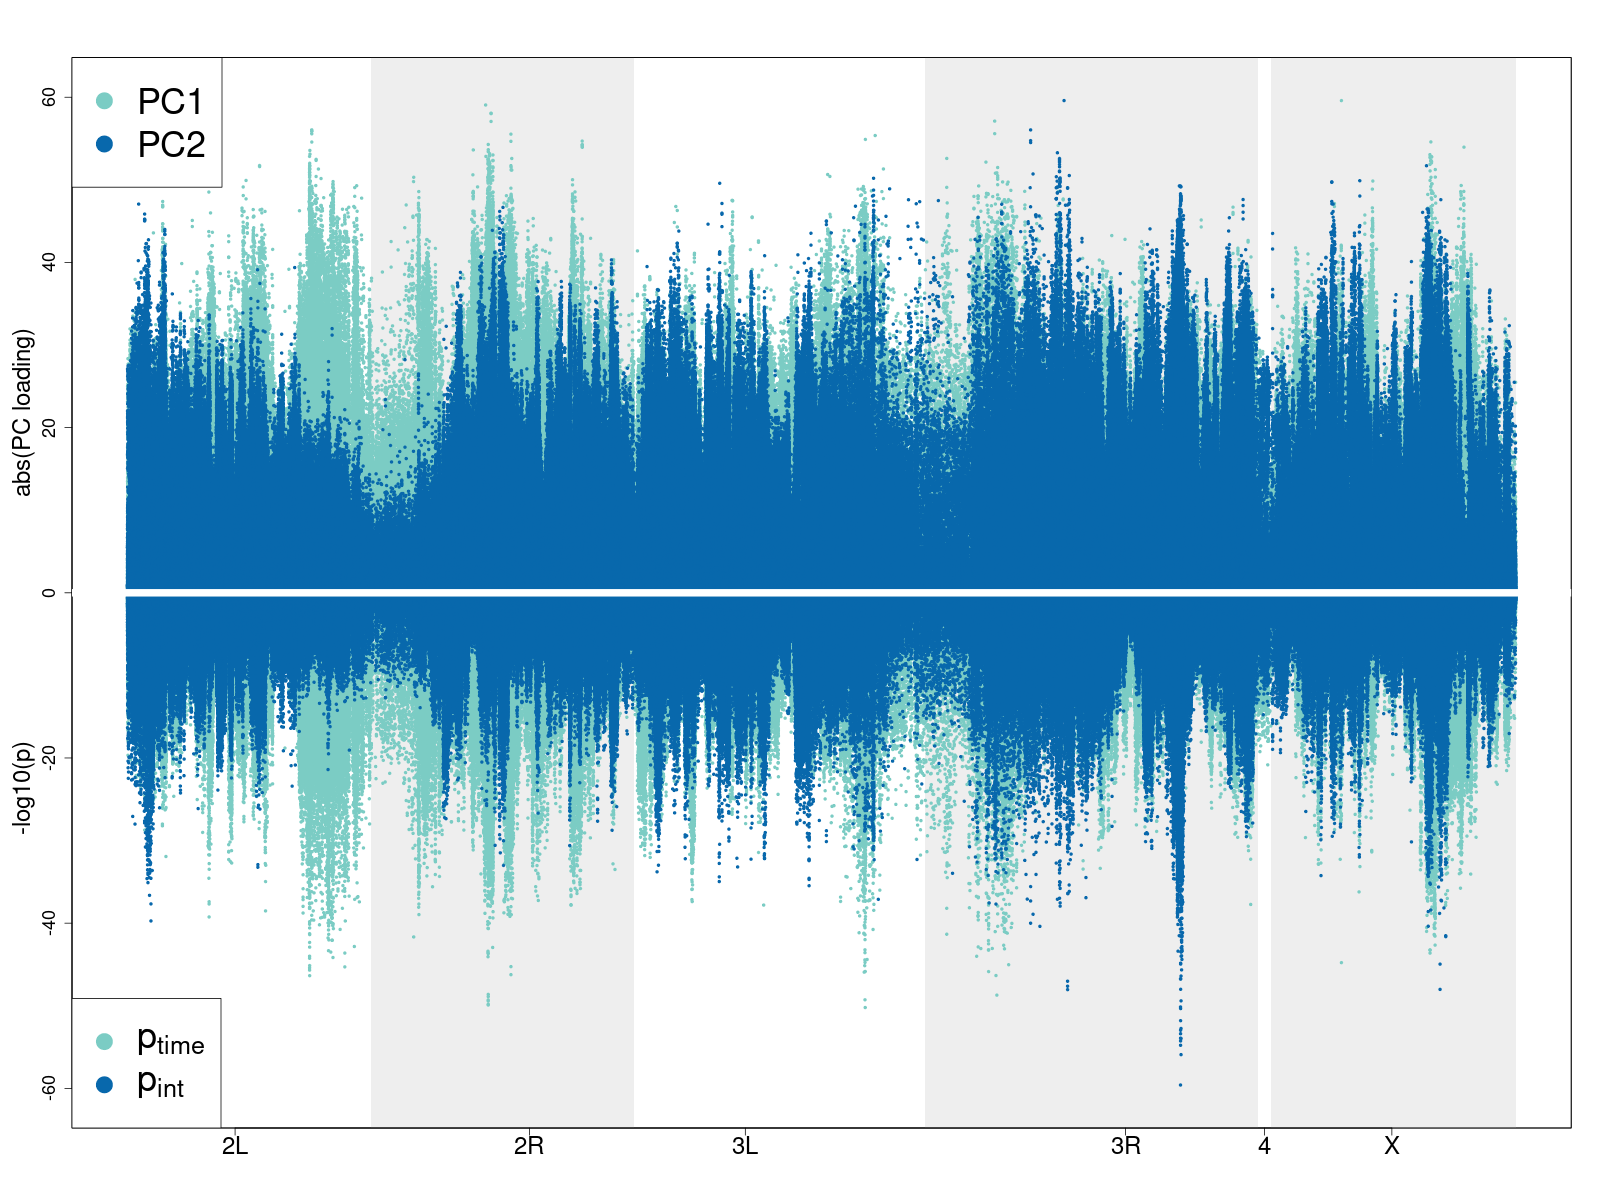 PC1
PC2
60
40
20
0
-20
-40
-60
abs(PC loading)
-log10(p)
ptime
pint
2L 2R 3L 3R 4 X